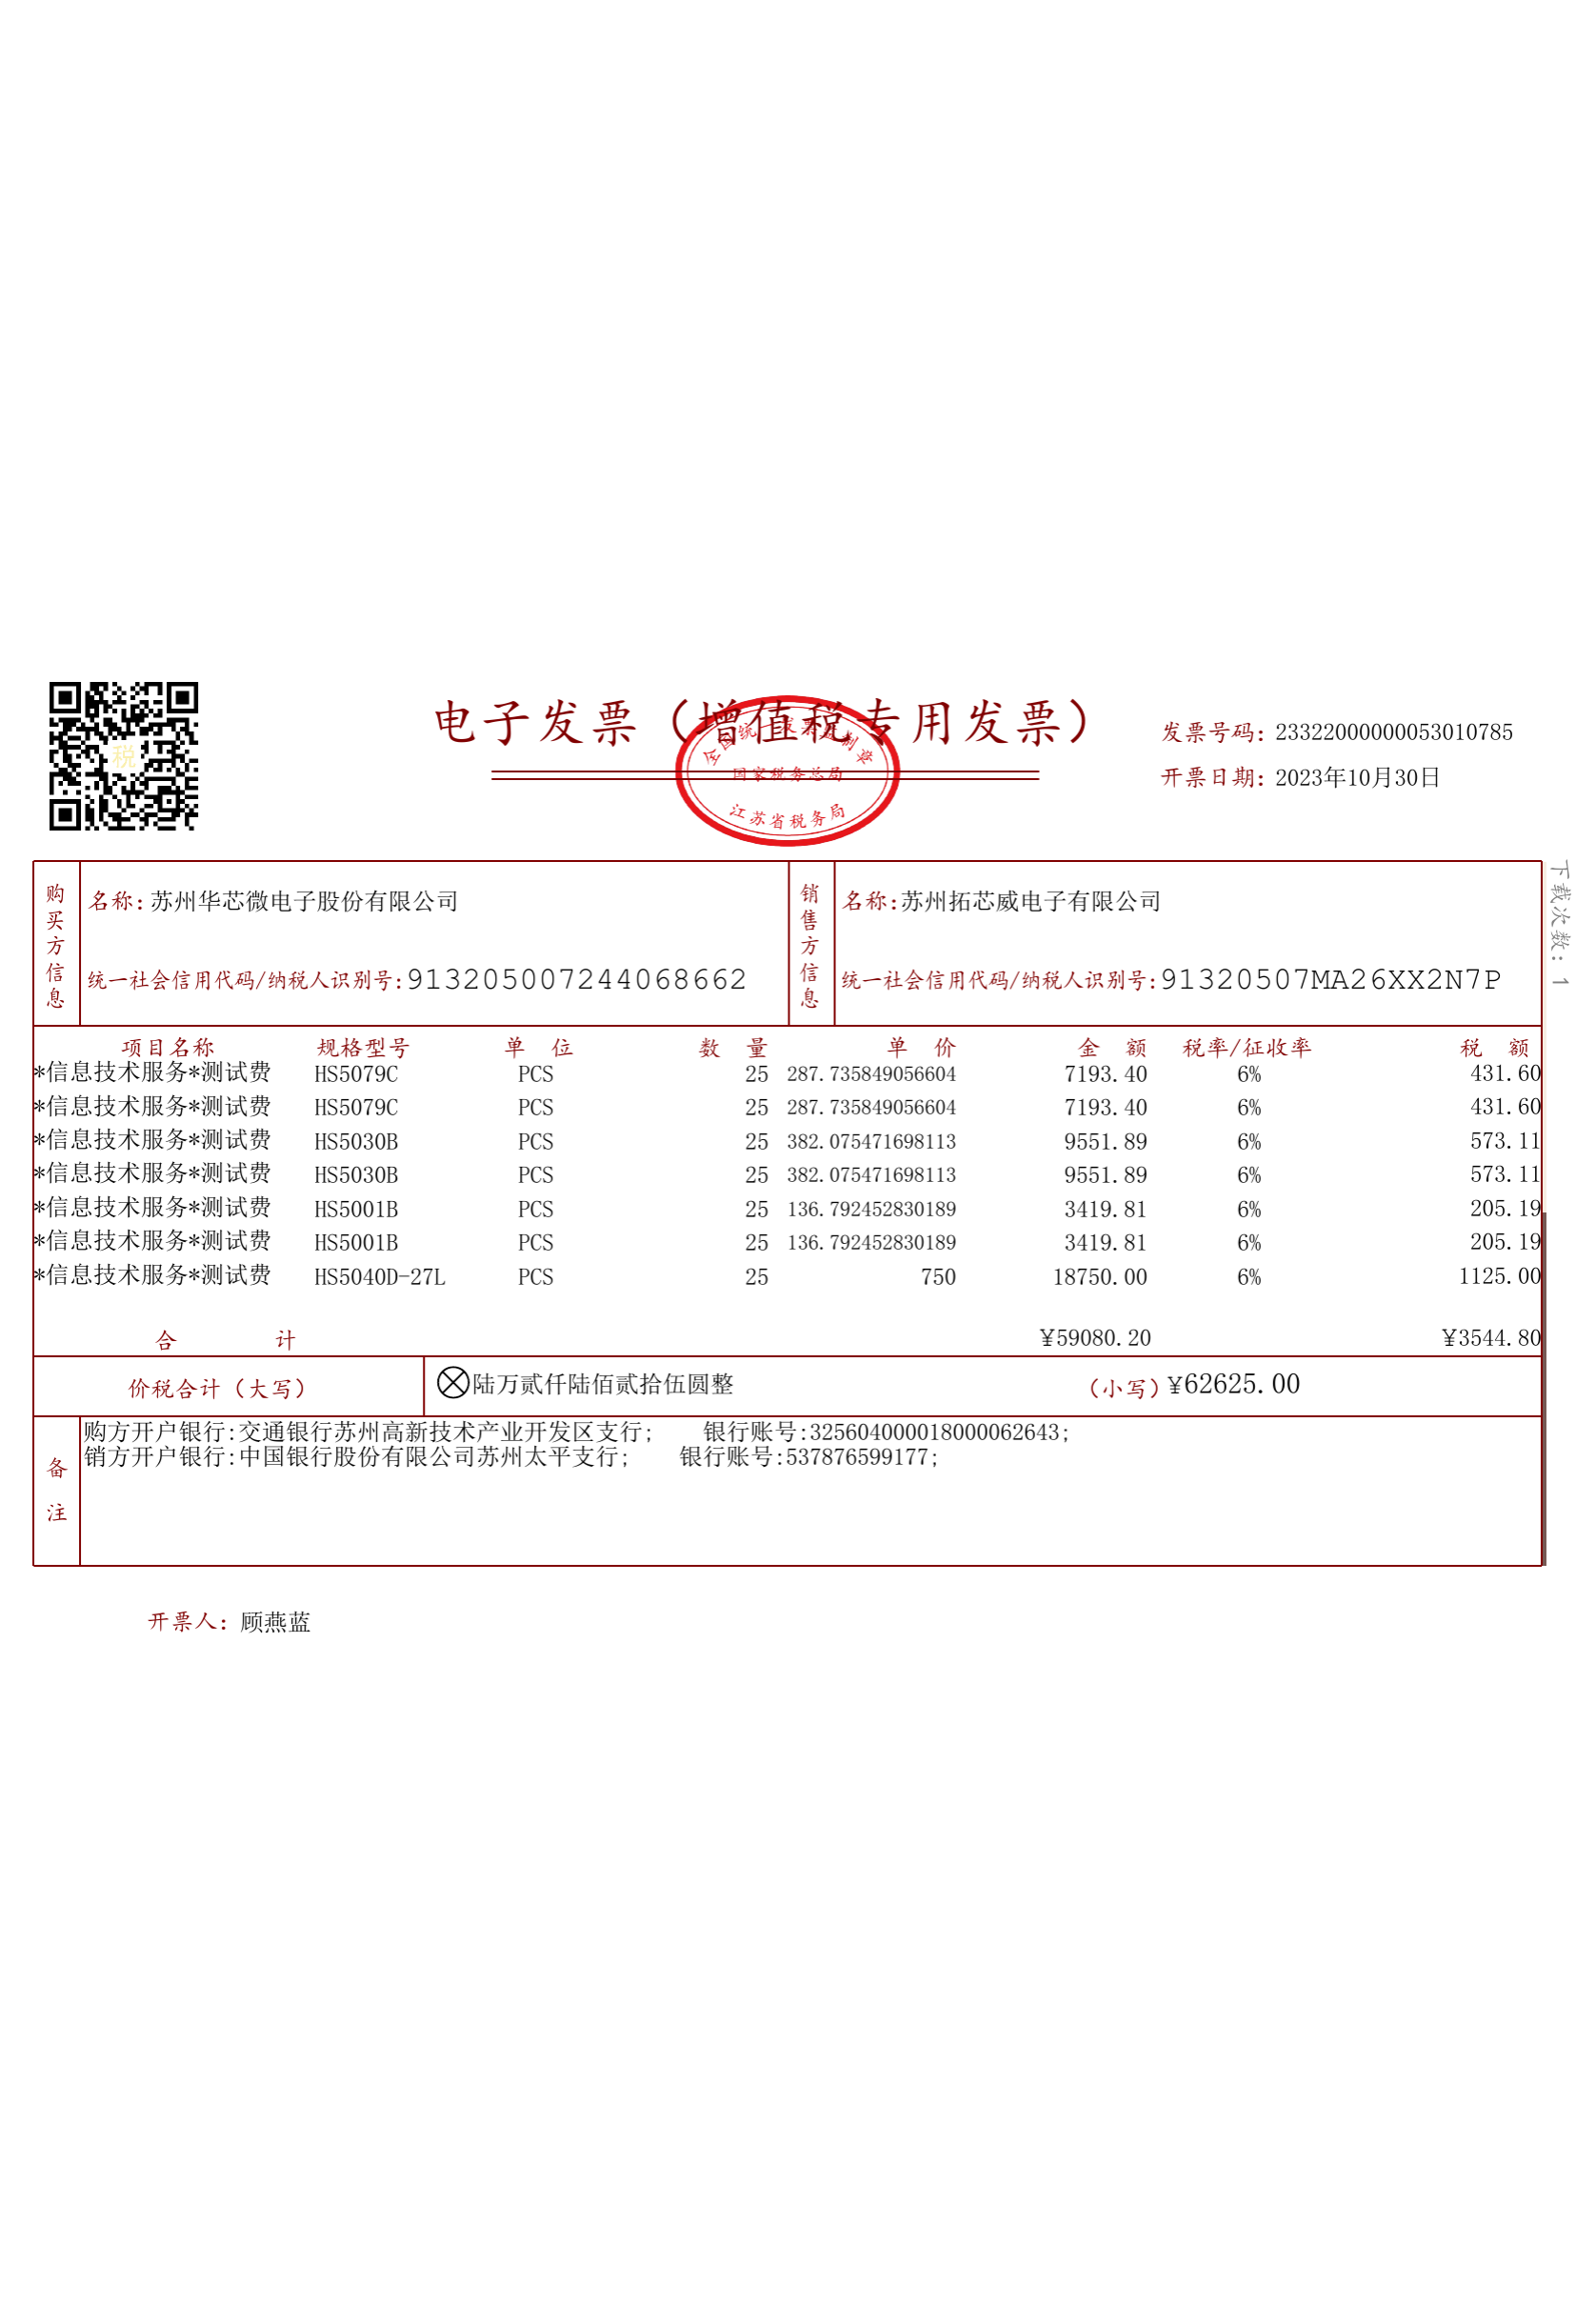 电子发票（增值税专用发票）
全国统一发票监制章
国家税务总局
江苏省税务局
税
发票号码：23322000000053010785
开票日期：2023年10月30日
下载次数：1
购买方信息
名称：苏州华芯微电子股份有限公司
统一社会信用代码/纳税人识别号：913205007244068662
销售方信息
名称：苏州拓芯威电子有限公司
统一社会信用代码/纳税人识别号：91320507MA26XX2N7P
项目名称 规格型号 单位 数量 单价 金额 税率/征收率 税额
*信息技术服务*测试费 HS5079C PCS 25 287.735849056604 7193.40 6% 431.60
*信息技术服务*测试费 HS5079C PCS 25 287.735849056604 7193.40 6% 431.60
*信息技术服务*测试费 HS5030B PCS 25 382.075471698113 9551.89 6% 573.11
*信息技术服务*测试费 HS5030B PCS 25 382.075471698113 9551.89 6% 573.11
*信息技术服务*测试费 HS5001B PCS 25 136.792452830189 3419.81 6% 205.19
*信息技术服务*测试费 HS5001B PCS 25 136.792452830189 3419.81 6% 205.19
*信息技术服务*测试费 HS5040D-27L PCS 25 750 18750.00 6% 1125.00
合计 ¥59080.20 ¥3544.80
价税合计（大写） 陆万贰仟陆佰贰拾伍圆整 （小写）¥62625.00
备注
购方开户银行:交通银行苏州高新技术产业开发区支行; 银行账号:325604000018000062643;
销方开户银行:中国银行股份有限公司苏州太平支行; 银行账号:537876599177;
开票人：顾燕蓝